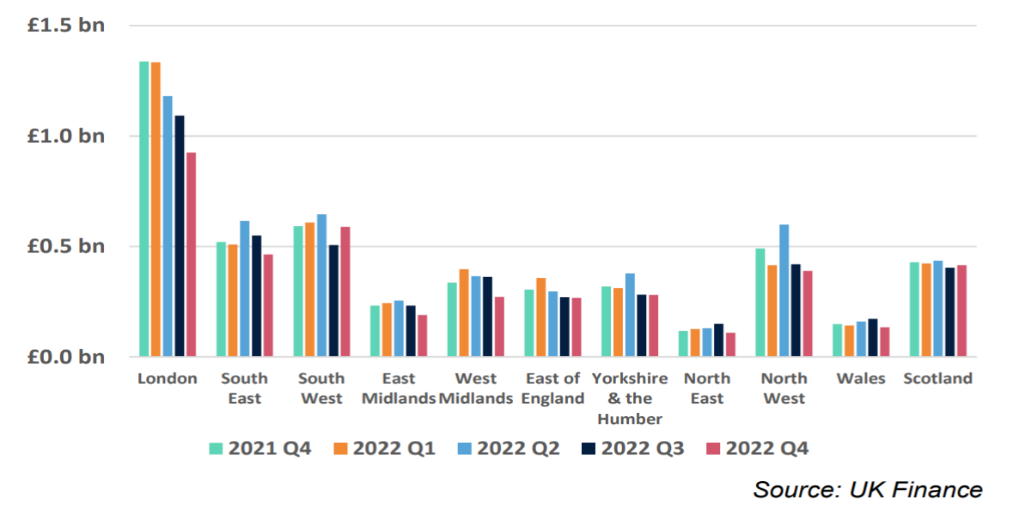 £1.5 bn
£1.0 bn
£0.5 bn
£0.0 bn
London
South East
South West
East Midlands
West Midlands
East of England
Yorkshire & the Humber
North East
North West
Wales
Scotland
2021 Q4 2022 Q1 2022 Q2 2022 Q3 2022 Q4
Source: UK Finance